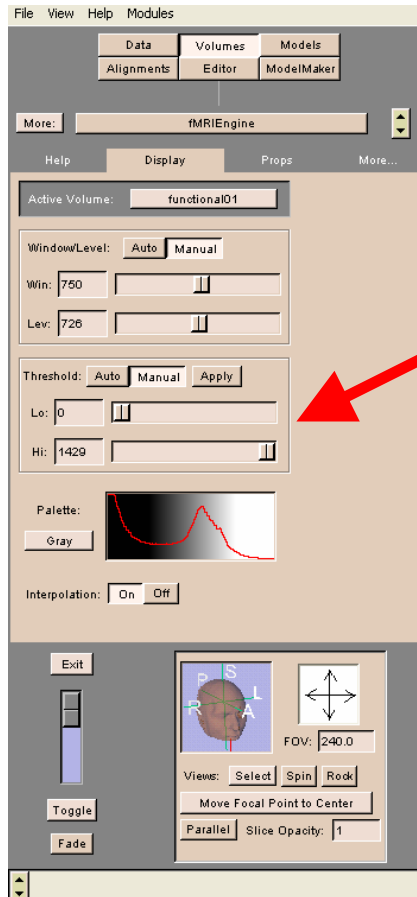 File View Help Modules
Data Volumes Models
Alignments Editor ModelMaker
More: fMRIEngine
Help Display Props More...
Active Volume: functional01
Window/Level: Auto Manual
Win: 750
Lev: 726
Threshold: Auto Manual Apply
Lo: 0
Hi: 1429
Palette:
Gray
Interpolation: On Off
Exit
P S
R L
A
FOV: 240.0
Views: Select Spin Rock
Move Focal Point to Center
Toggle
Parallel Slice Opacity: 1
Fade